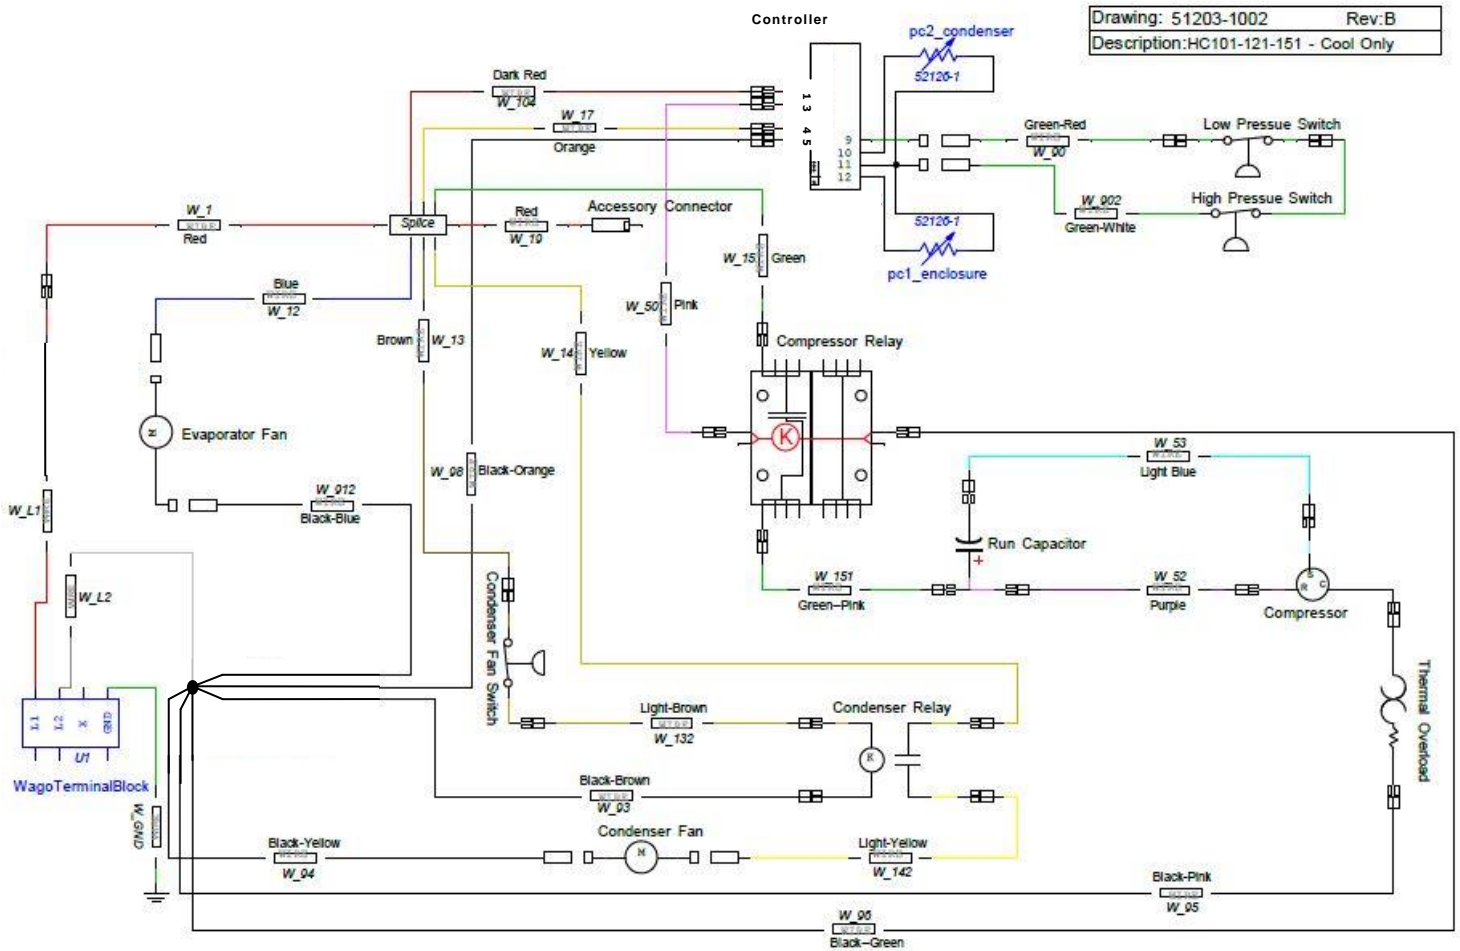 Controller
Drawing: 51203-1002 Rev:B
Description:HC101-121-151 - Cool Only
pc2_condenser
52126-1
Dark Red
W_104
W_17
Orange
1
3
4
5
9
10
11
12
Green-Red
W_90
Low Pressue Switch
W_902
Green-White
High Pressue Switch
52126-1
pc1_enclosure
W_1
Red
Splice
Red
W_19
Accessory Connector
W_15
Green
Blue
W_12
W_50
Pink
Brown
W_13
W_14
Yellow
Compressor Relay
K
Evaporator Fan
W_98
Black-Orange
W_53
Light Blue
W_L1
W_912
Black-Blue
Run Capacitor
+
W_L2
Condenser Fan Switch
W_151
Green-Pink
W_52
Purple
S
R
C
Compressor
Thermal Overload
L1
L2
X
GND
U1
WagoTerminalBlock
Light-Brown
W_132
Condenser Relay
K
Black-Brown
W_93
W_GND
Black-Yellow
W_94
Condenser Fan
M
Light-Yellow
W_142
Black-Pink
W_95
W_96
Black-Green